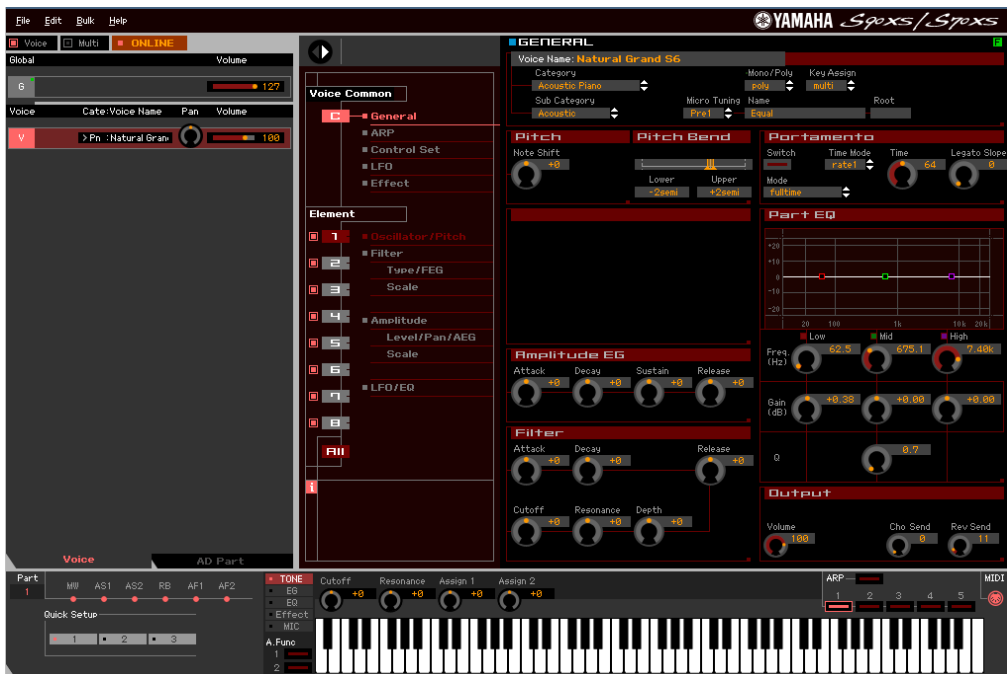 File Edit Bulk Help
YAMAHA S90XS/S70XS
Voice Multi ONLINE
Global Volume
G 127
Voice Cate:Voice Name Pan Volume
V >Pn :Natural Gran 100
Voice AD Part
Voice Common
C General
ARP
Control Set
LFO
Effect
Element
1 Oscillator/Pitch
2 Filter
Type/FEG
3 Scale
4 Amplitude
5 Level/Pan/AEG
Scale
6
7 LFO/EQ
8
All
i
GENERAL F
Voice Name: Natural Grand S6
Category Mono/Poly Key Assign
Acoustic Piano poly multi
Sub Category Micro Tuning Name Root
Acoustic Pre1 Equal
Pitch Pitch Bend Portamento
Note Shift +0
Lower Upper
-2semi +2semi
Switch Time Mode Time Legato Slope
rate1 64 0
Mode
fulltime
Part EQ
+20
+10
0
-10
-20
20 100 1k 10k 20k
Low Mid High
Freq. (Hz) 62.5 675.1 7.40k
Gain (dB) +0.38 +0.00 +0.00
Q 0.7
Amplitude EG
Attack Decay Sustain Release
+0 +0 +0 +0
Filter
Attack Decay Release
+0 +0 +0
Cutoff Resonance Depth
+0 +0 +0
Output
Volume Cho Send Rev Send
100 0 11
Part
1
MW AS1 AS2 RB AF1 AF2
Quick Setup
1 2 3
TONE
EG
EQ
Effect
MIC
A.Func
1
2
Cutoff Resonance Assign 1 Assign 2
+0 +0 +0 +0
ARP
1 2 3 4 5
MIDI